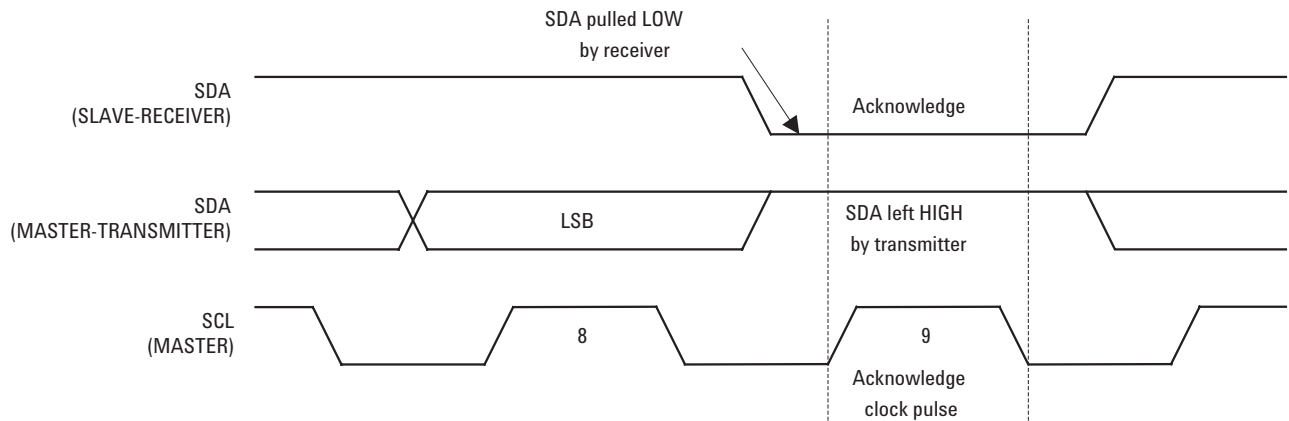 SDA pulled LOW
by receiver
SDA
(SLAVE-RECEIVER)
Acknowledge
SDA
(MASTER-TRANSMITTER)
LSB
SDA left HIGH
by transmitter
SCL
(MASTER)
8
9
Acknowledge
clock pulse